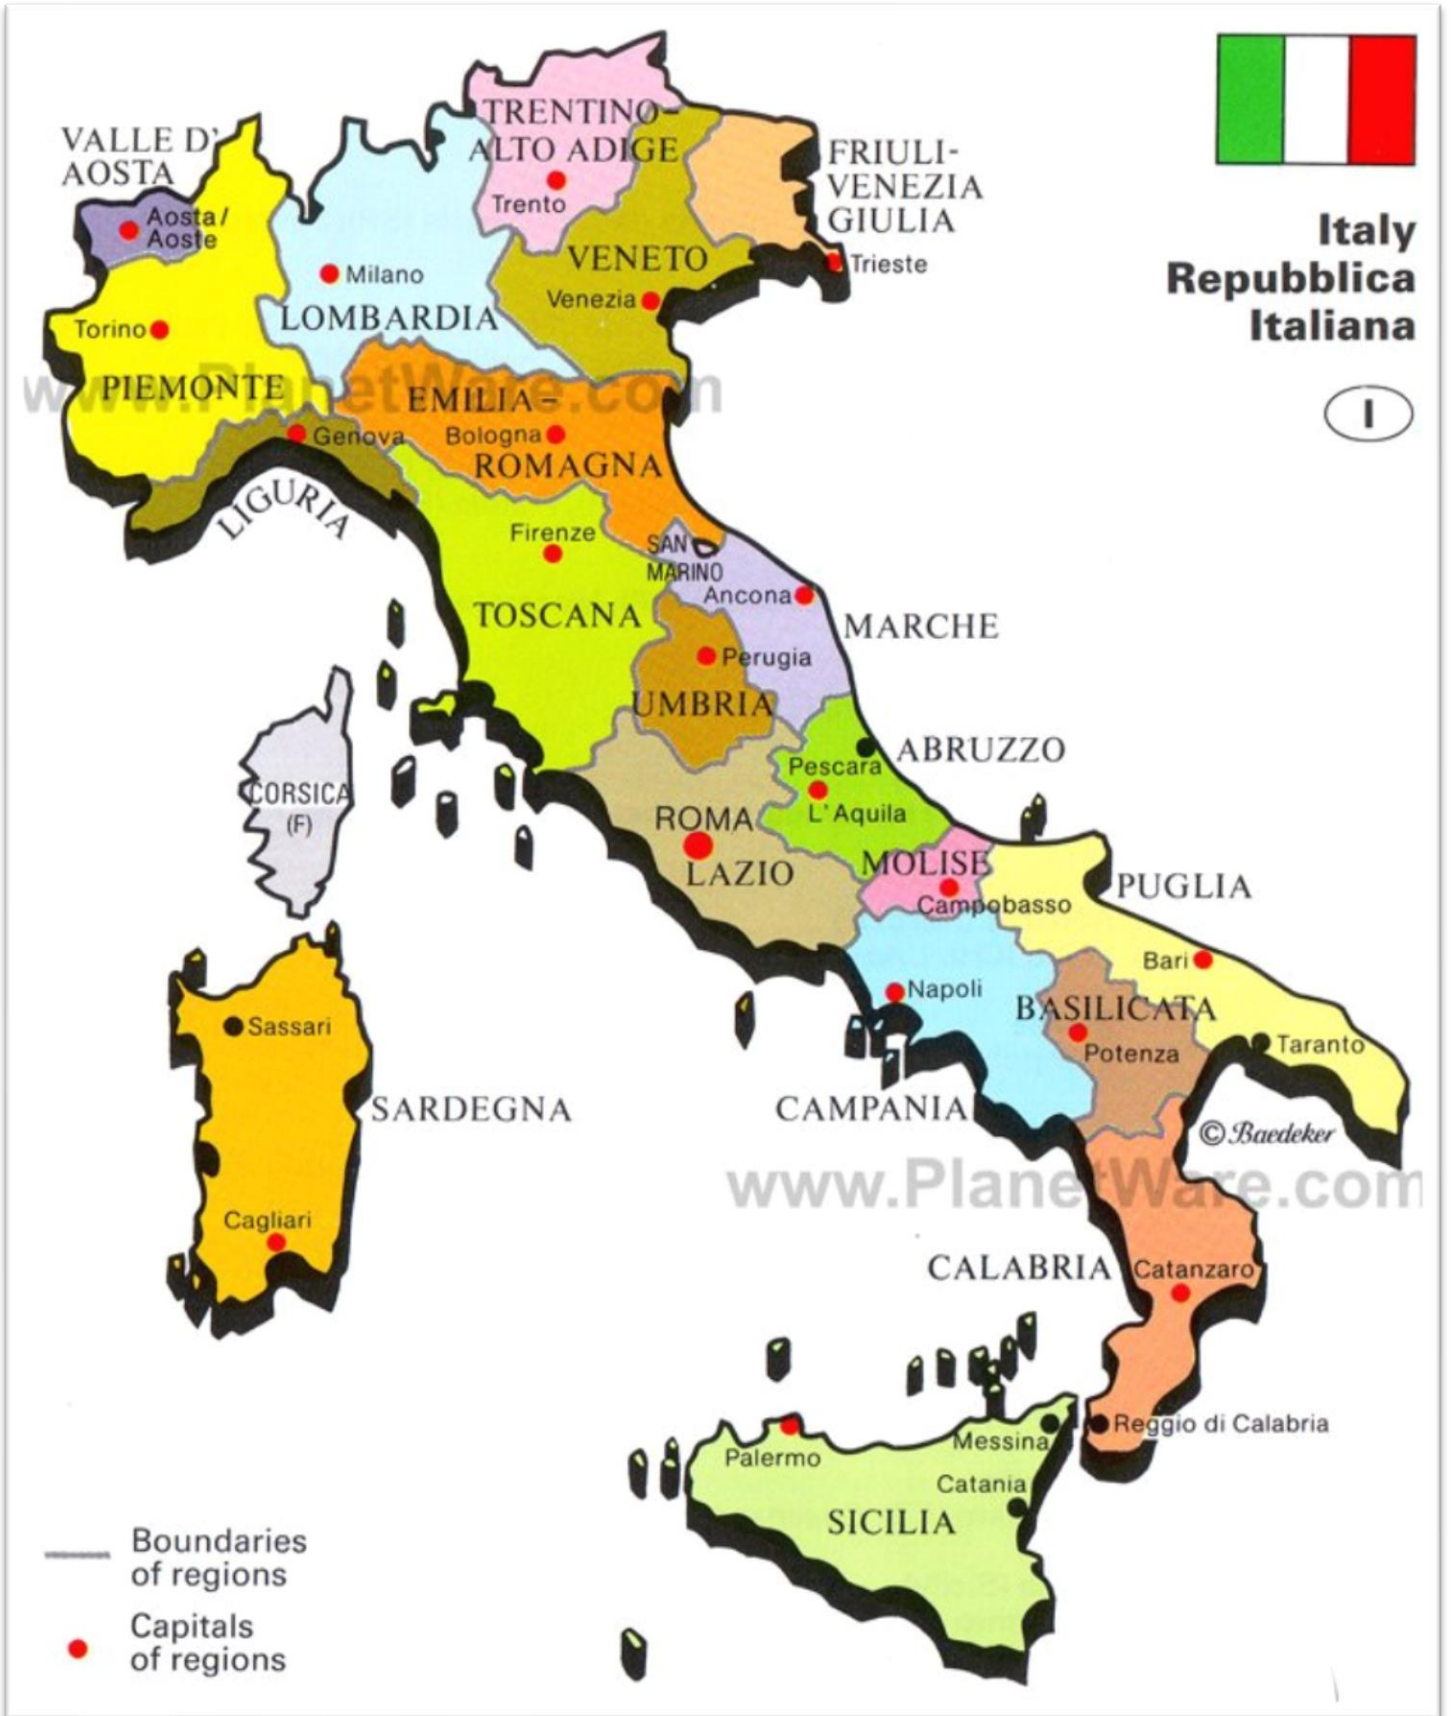 TRENTINO-
ALTO ADIGE
Trento
VALLE D'
AOSTA
Aosta/
Aoste
FRIULI-
VENEZIA
GIULIA
Trieste
Italy
Repubblica
Italiana
I
VENETO
Venezia
Milano
LOMBARDIA
Torino
PIEMONTE
www.PlanetWare.com
EMILIA-
Bologna
ROMAGNA
Genova
LIGURIA
Firenze
TOSCANA
SAN
MARINO
Ancona
MARCHE
Perugia
UMBRIA
ABRUZZO
Pescara
L'Aquila
CORSICA
(F)
ROMA
LAZIO
MOLISE
Campobasso
PUGLIA
Bari
Napoli
BASILICATA
Potenza
Taranto
Sassari
SARDEGNA
CAMPANIA
© Baedeker
www.PlanetWare.com
Cagliari
CALABRIA
Catanzaro
Reggio di Calabria
Messina
Palermo
Catania
SICILIA
Boundaries
of regions
Capitals
of regions